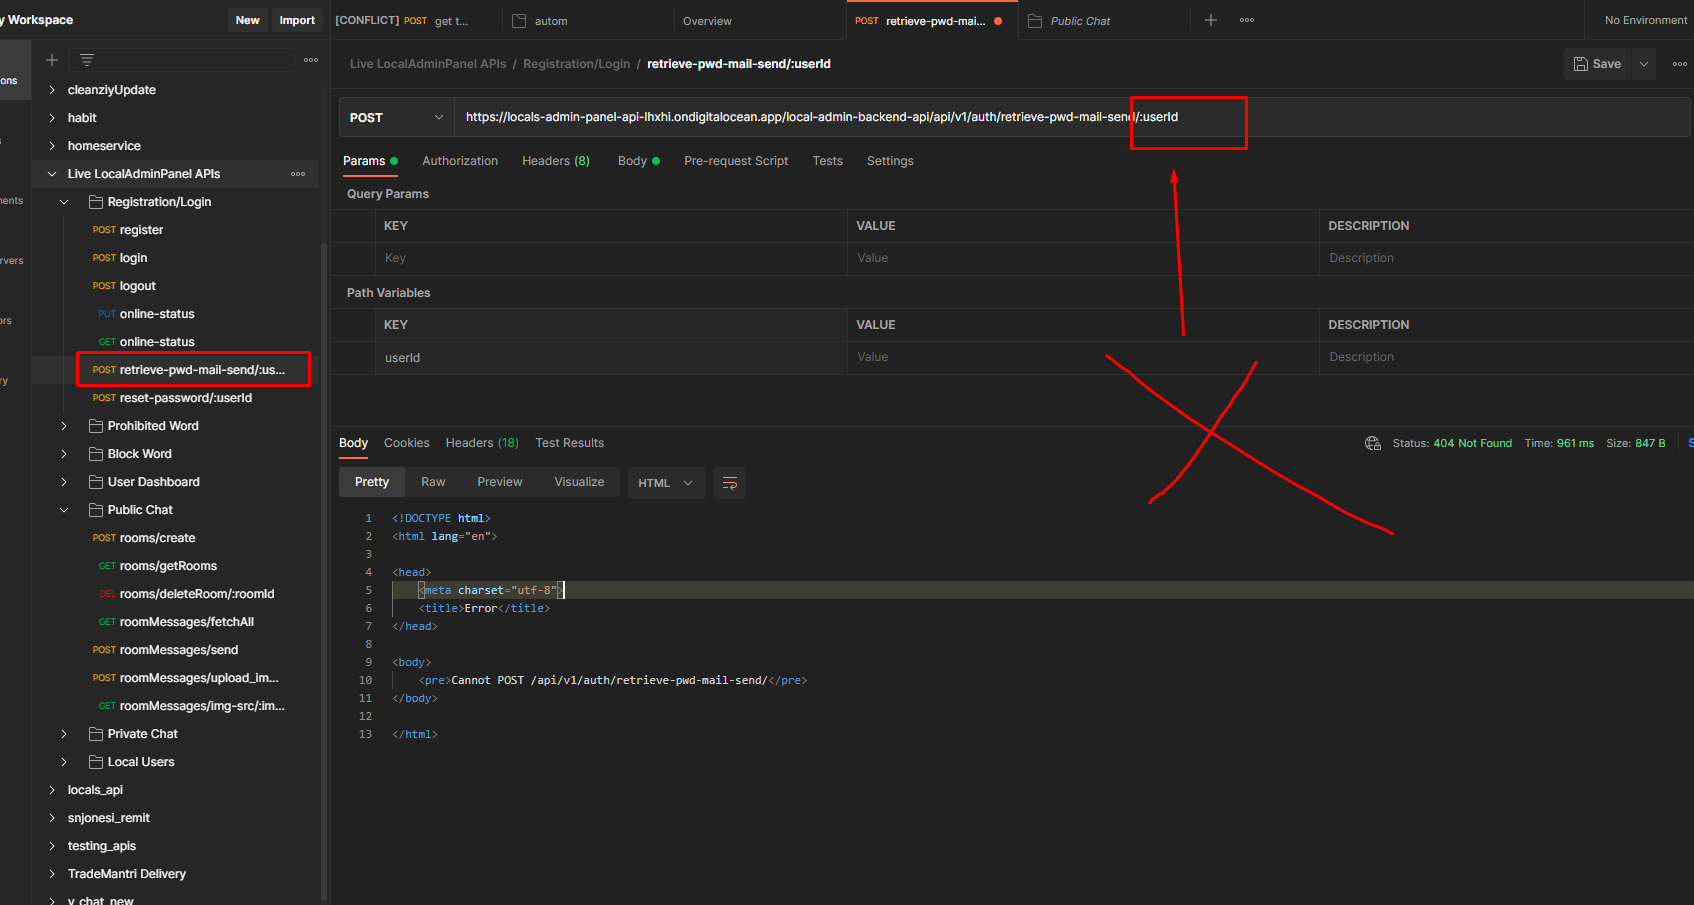 y Workspace
New
Import
[CONFLICT] POST get t...
autom
Overview
POST retrieve-pwd-mai...
Public Chat
No Environment
ons
cleanziyUpdate
habit
homeservice
Live LocalAdminPanel APIs
Registration/Login
POST register
POST login
POST logout
PUT online-status
GET online-status
POST retrieve-pwd-mail-send/:us...
POST reset-password/:userId
Prohibited Word
Block Word
User Dashboard
Public Chat
POST rooms/create
GET rooms/getRooms
DEL rooms/deleteRoom/:roomId
GET roomMessages/fetchAll
POST roomMessages/send
POST roomMessages/upload_im...
GET roomMessages/img-src/:im...
Private Chat
Local Users
locals_api
snjonesi_remit
testing_apis
TradeMantri Delivery
v_chat_new
nents
rvers
ors
ry
Live LocalAdminPanel APIs / Registration/Login / retrieve-pwd-mail-send/:userId
Save
POST
https://locals-admin-panel-api-lhxhi.ondigitalocean.app/local-admin-backend-api/api/v1/auth/retrieve-pwd-mail-send/:userId
Params
Authorization
Headers (8)
Body
Pre-request Script
Tests
Settings
Query Params
KEY VALUE DESCRIPTION
Key Value Description
Path Variables
KEY VALUE DESCRIPTION
userId Value Description
Body
Cookies
Headers (18)
Test Results
Status: 404 Not Found Time: 961 ms Size: 847 B
Pretty
Raw
Preview
Visualize
HTML
1 <!DOCTYPE html>
2 <html lang="en">
3
4 <head>
5 <meta charset="utf-8">
6 <title>Error</title>
7 </head>
8
9 <body>
10 <pre>Cannot POST /api/v1/auth/retrieve-pwd-mail-send/</pre>
11 </body>
12
13 </html>